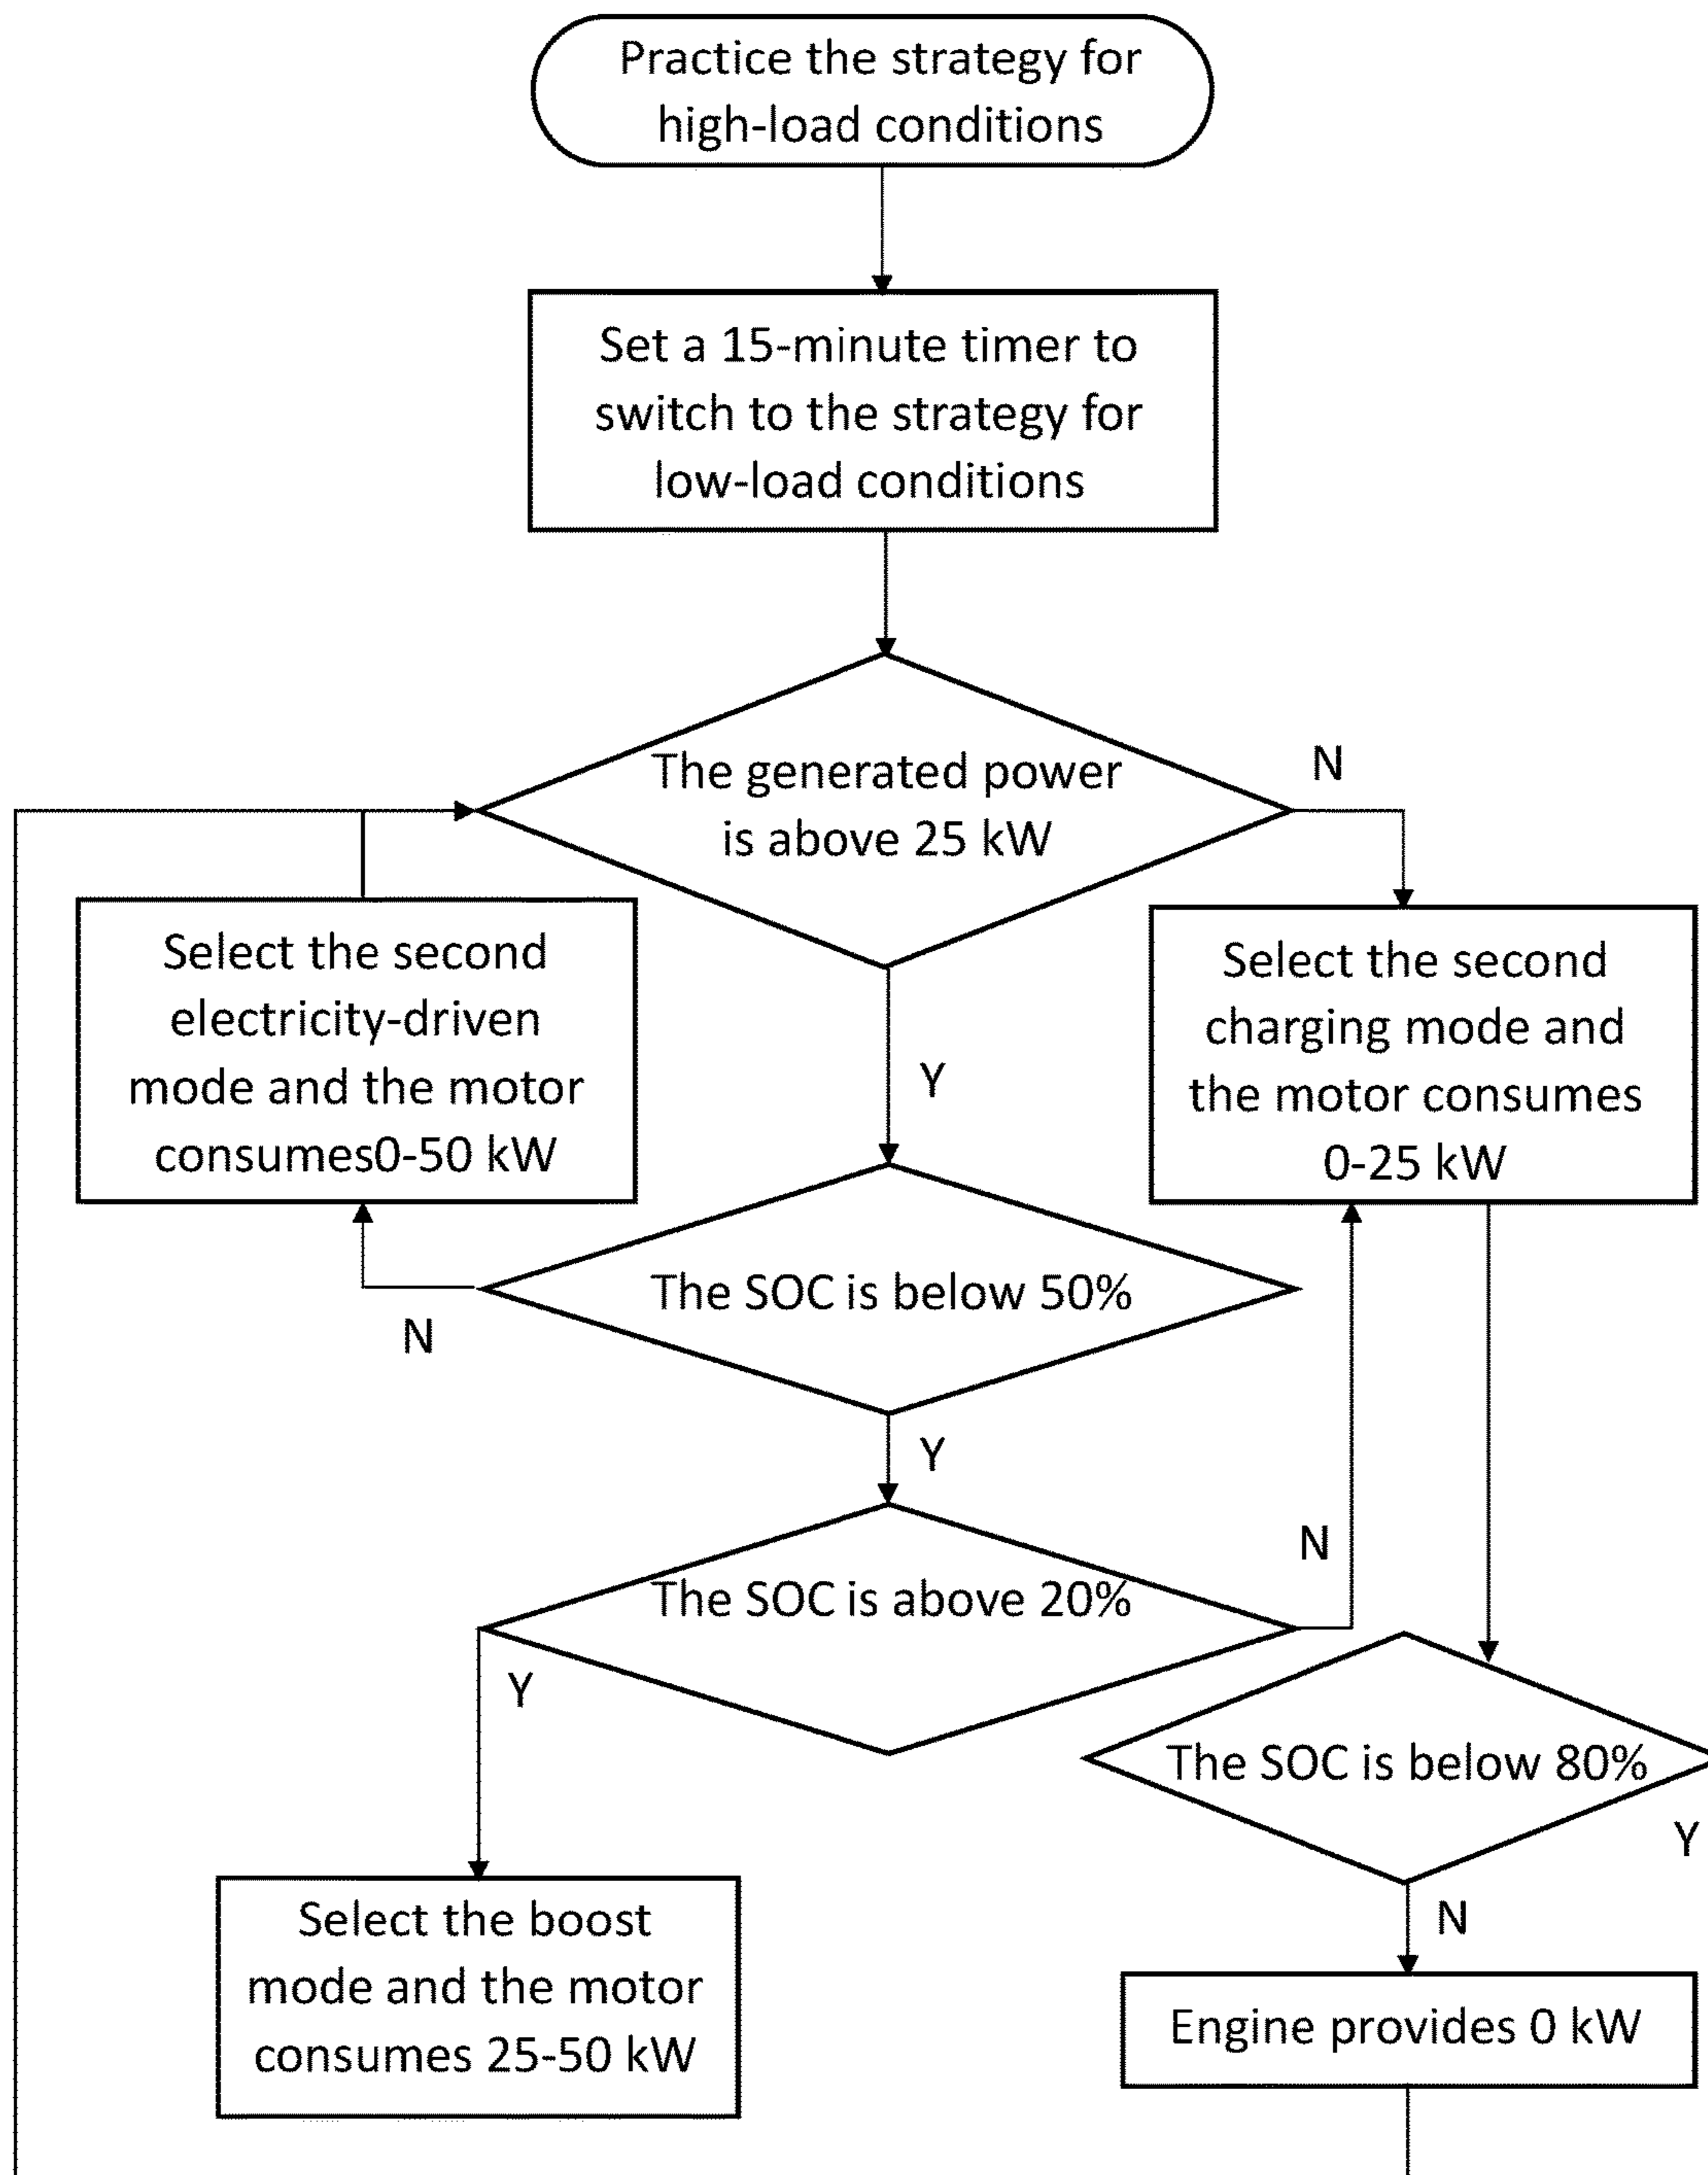 Practice the strategy for
high-load conditions
Set a 15-minute timer to
switch to the strategy for
low-load conditions
The generated power
is above 25 kW
N
Select the second
electricity-driven
mode and the motor
consumes0-50 kW
Select the second
charging mode and
the motor consumes
0-25 kW
Y
The SOC is below 50%
N
Y
The SOC is above 20%
N
Y
The SOC is below 80%
Y
N
Select the boost
mode and the motor
consumes 25-50 kW
Engine provides 0 kW